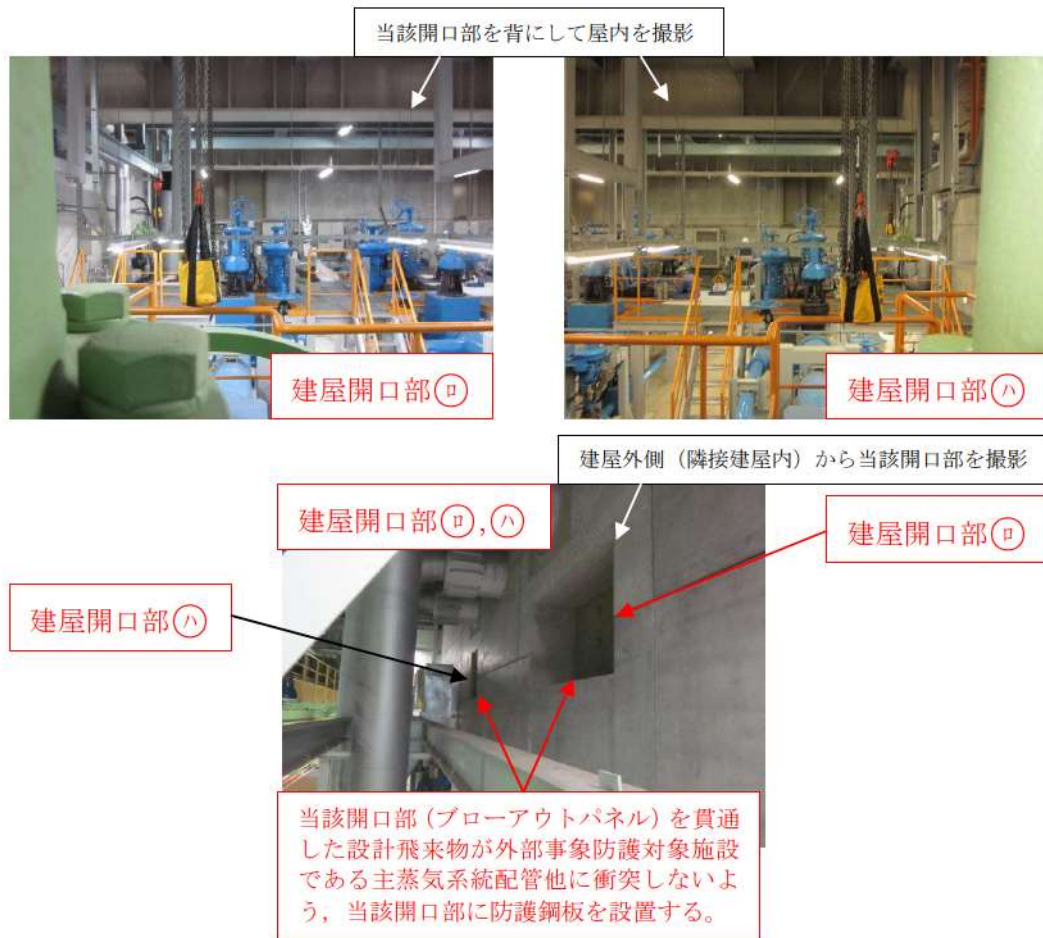 当該開口部を背にして屋内を撮影
建屋開口部㋺
建屋開口部㋩
建屋外側（隣接建屋内）から当該開口部を撮影
建屋開口部㋺,㋩
建屋開口部㋺
建屋開口部㋩
当該開口部（ブローアウトパネル）を貫通
した設計飛来物が外部事象防護対象施設
である主蒸気系統配管他に衝突しないよ
う，当該開口部に防護鋼板を設置する。